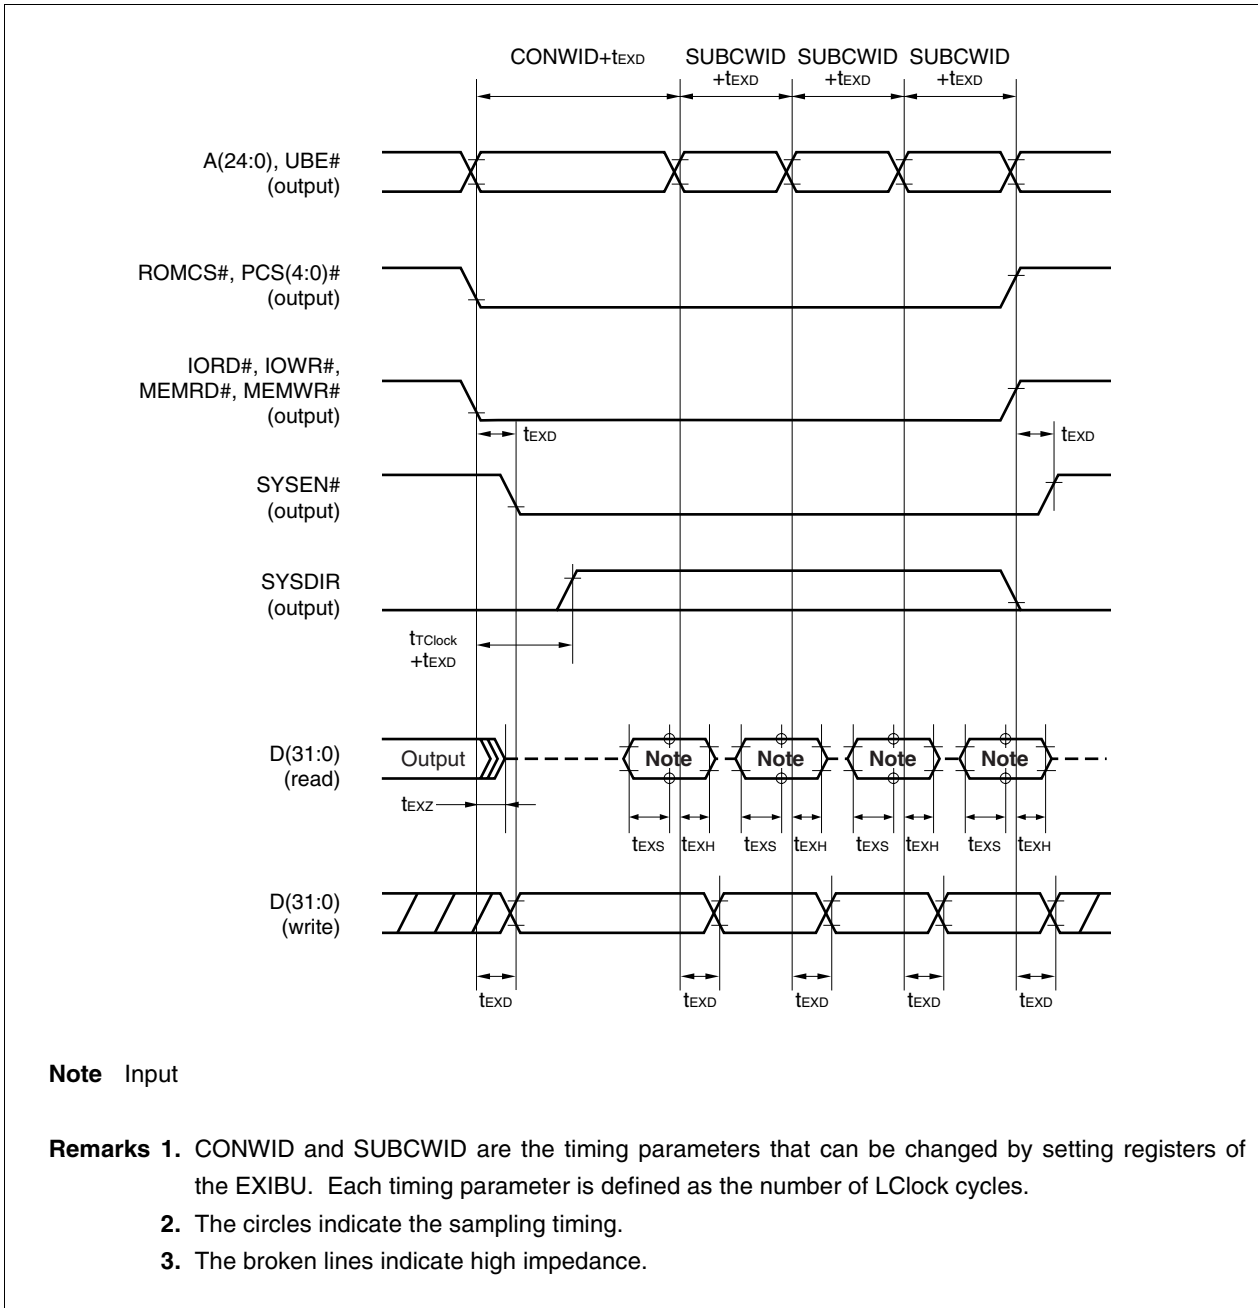 CONWID+tEXD SUBCWID SUBCWID SUBCWID
+tEXD +tEXD +tEXD
A(24:0), UBE#
(output)
ROMCS#, PCS(4:0)#
(output)
IORD#, IOWR#,
MEMRD#, MEMWR#
(output)
tEXD tEXD
SYSEN#
(output)
SYSDIR
(output)
tTClock
+tEXD
D(31:0)
(read)
Output Note Note Note Note
tEXZ
tEXS tEXH tEXS tEXH tEXS tEXH tEXS tEXH
D(31:0)
(write)
tEXD tEXD tEXD tEXD tEXD
Note Input
Remarks 1. CONWID and SUBCWID are the timing parameters that can be changed by setting registers of
the EXIBU. Each timing parameter is defined as the number of LClock cycles.
2. The circles indicate the sampling timing.
3. The broken lines indicate high impedance.